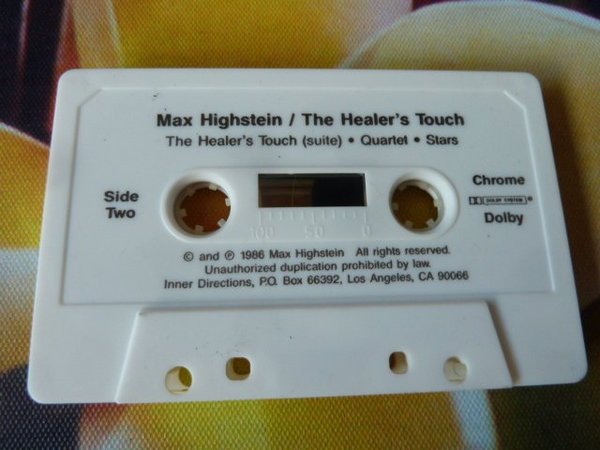 Max Highstein / The Healer's Touch
The Healer's Touch (suite) • Quartet • Stars
Side
Two
Chrome
DOLBY SYSTEM
Dolby
100 50 0
© and ℗ 1986 Max Highstein All rights reserved.
Unauthorized duplication prohibited by law.
Inner Directions, P.O. Box 66392, Los Angeles, CA 90066